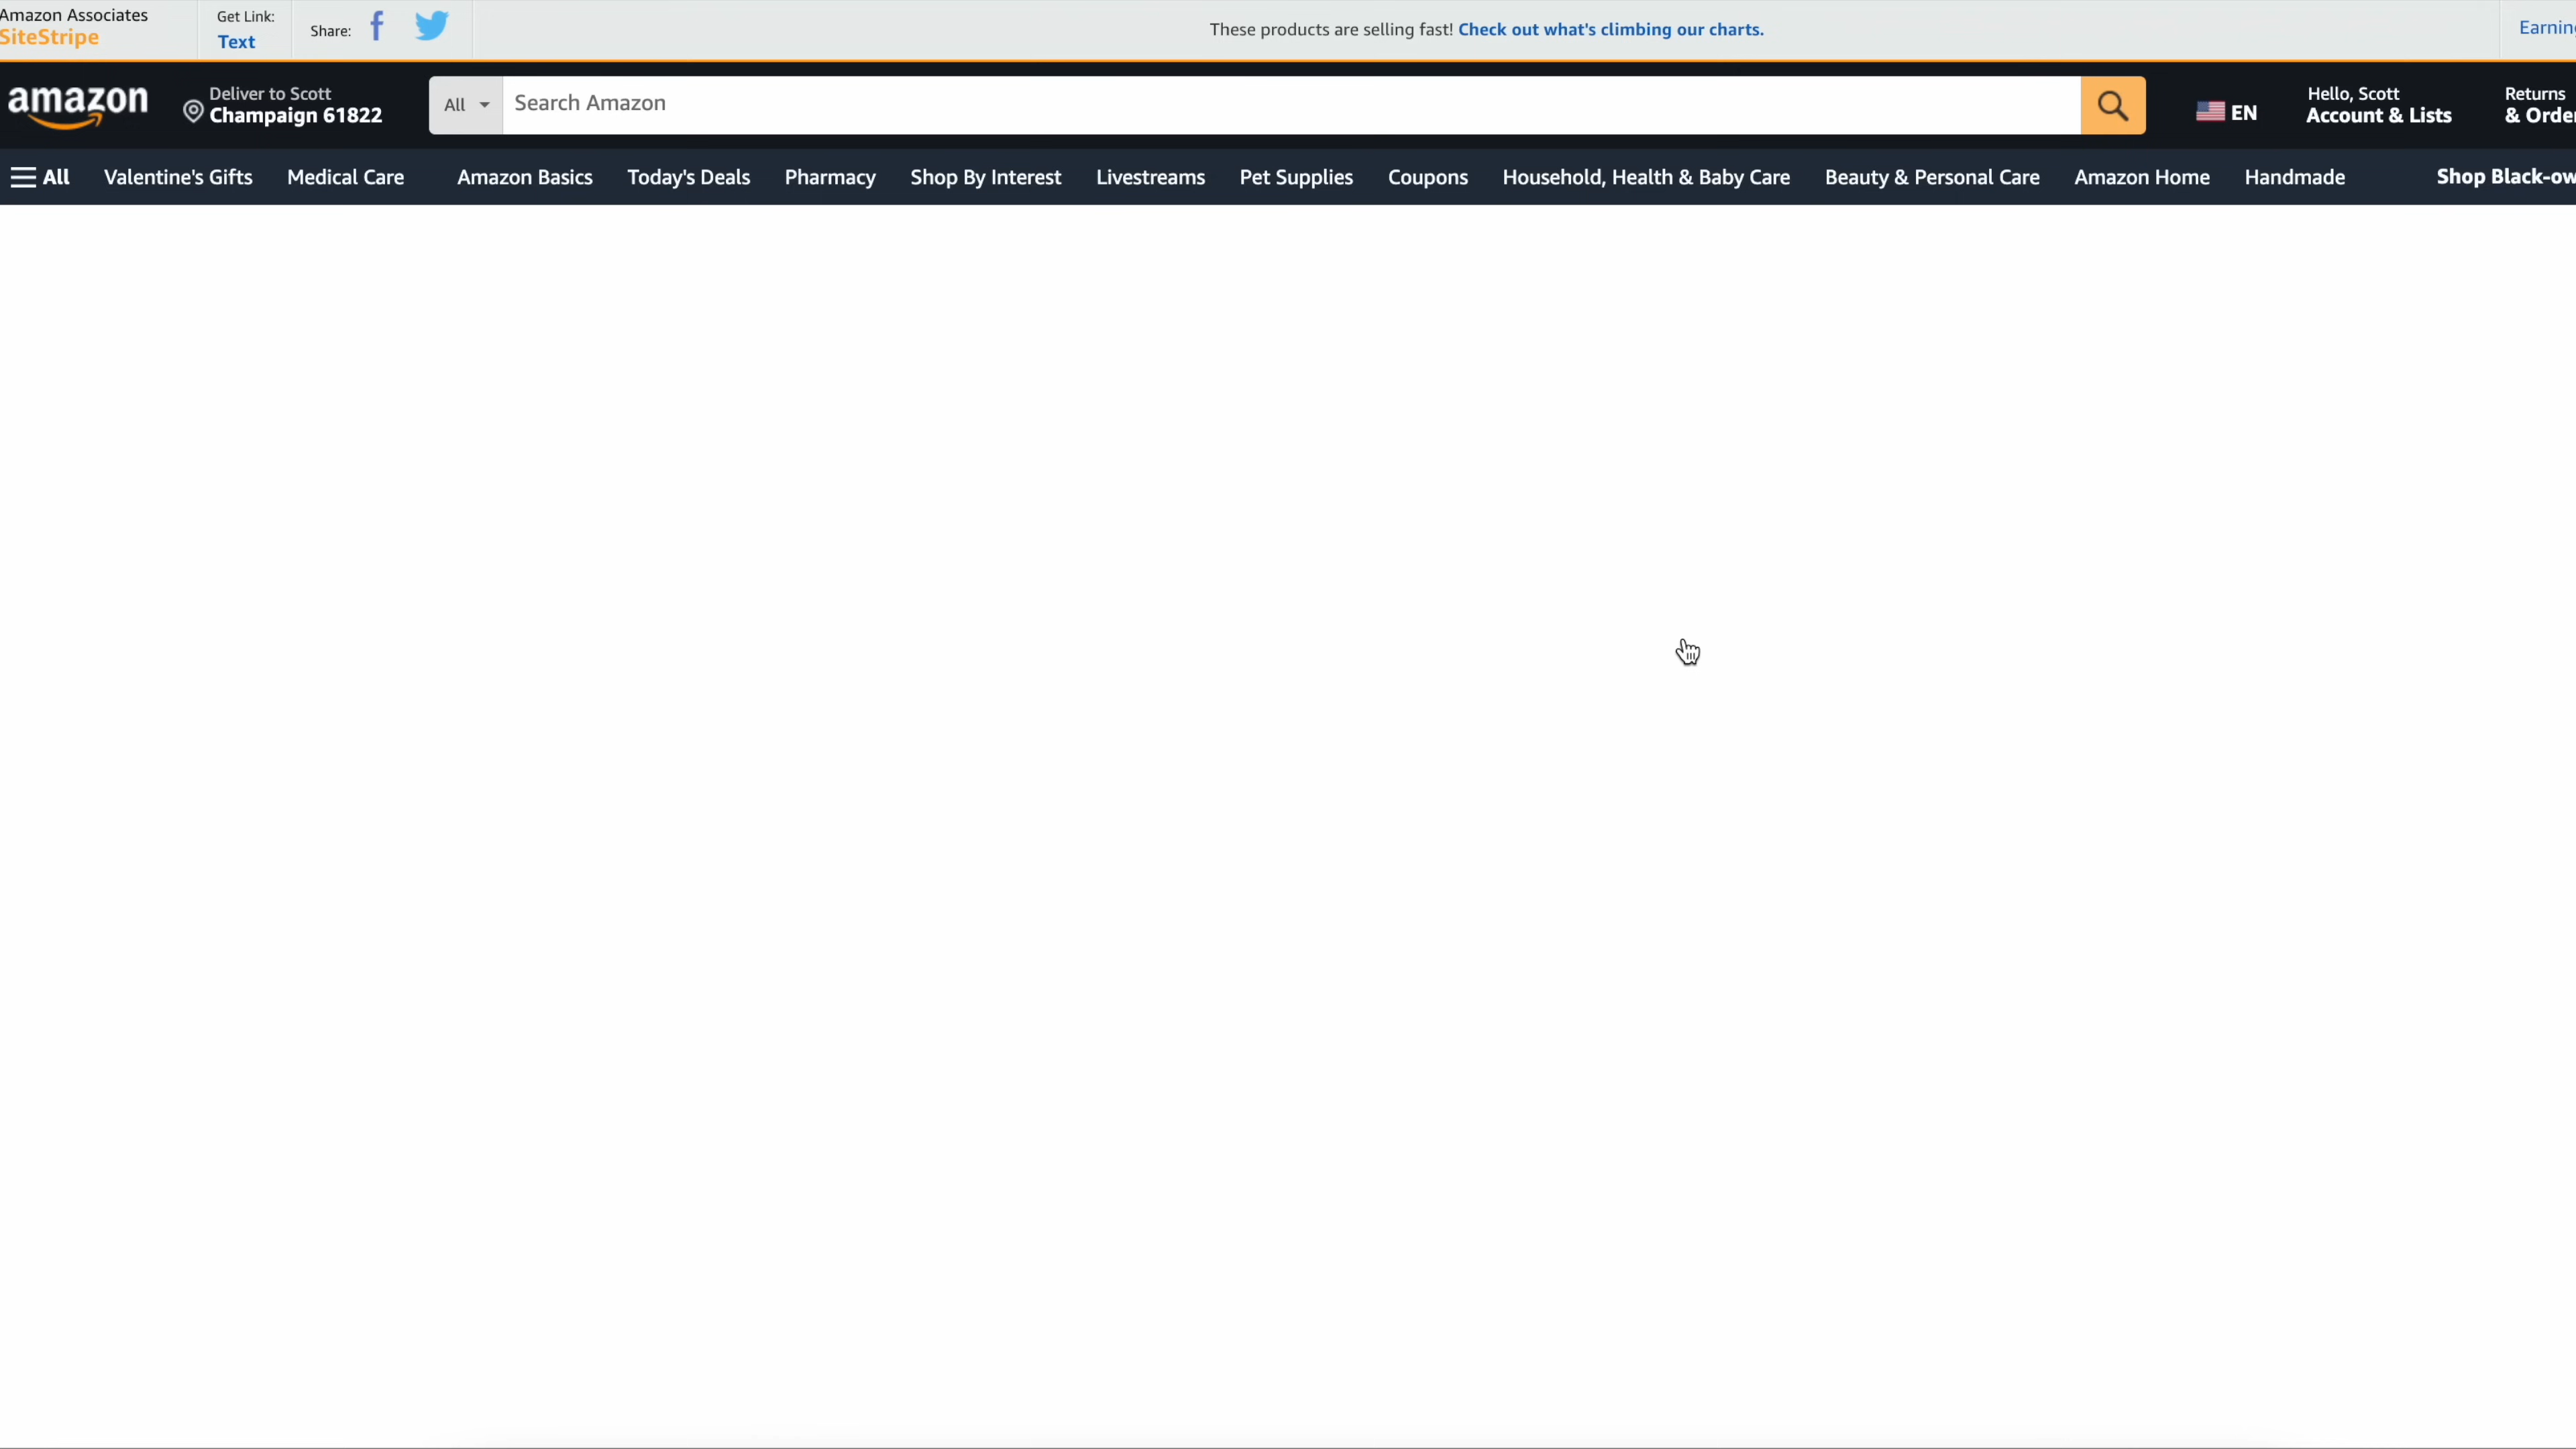 Amazon Associates
SiteStripe
Get Link:
Text
Share:
These products are selling fast! Check out what's climbing our charts.
Earnin
amazon
Deliver to Scott
Champaign 61822
All
Search Amazon
EN
Hello, Scott
Account & Lists
Returns
& Order
All
Valentine's Gifts
Medical Care
Amazon Basics
Today's Deals
Pharmacy
Shop By Interest
Livestreams
Pet Supplies
Coupons
Household, Health & Baby Care
Beauty & Personal Care
Amazon Home
Handmade
Shop Black-ow